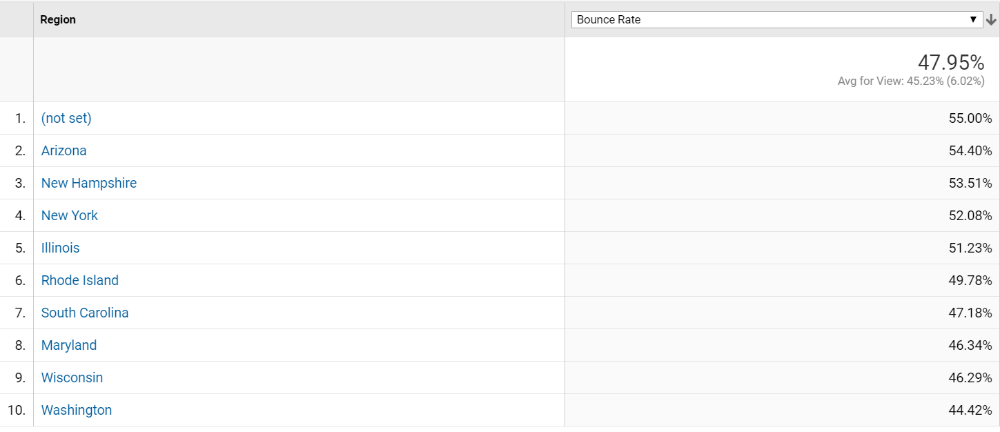 Region Bounce Rate ▼
47.95%
Avg for View: 45.23% (6.02%)
1. (not set) 55.00%
2. Arizona 54.40%
3. New Hampshire 53.51%
4. New York 52.08%
5. Illinois 51.23%
6. Rhode Island 49.78%
7. South Carolina 47.18%
8. Maryland 46.34%
9. Wisconsin 46.29%
10. Washington 44.42%